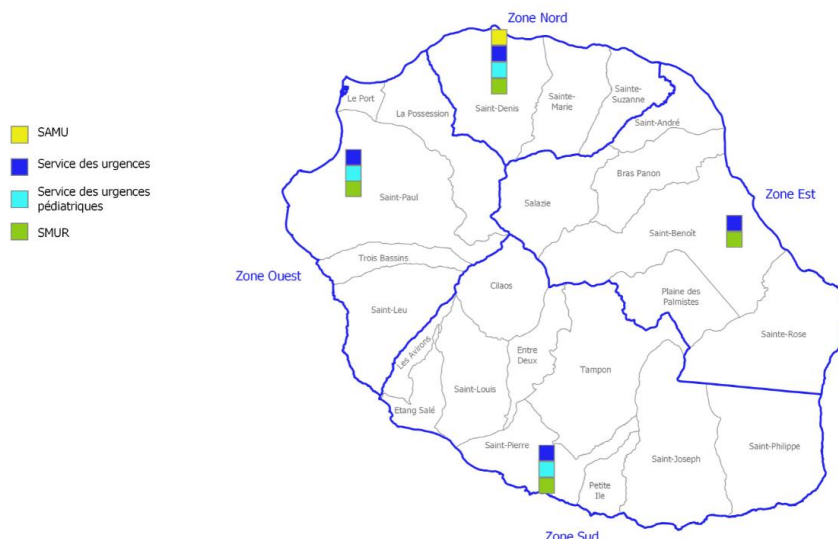 Zone Nord
SAMU
Service des urgences
Service des urgences
pédiatriques
SMUR
Le Port
La Possession
Saint-Denis
Sainte-
Marie
Sainte-
Suzanne
Saint-André
Bras Panon
Zone Est
Saint-Paul
Salazie
Saint-Benoît
Trois Bassins
Zone Ouest
Cilaos
Plaine des
Palmistes
Saint-Leu
Sainte-Rose
Les Avirons
Entre
Deux
Tampon
Saint-Louis
Etang Salé
Saint-Pierre
Saint-Joseph
Saint-Philippe
Petite
Ile
Zone Sud